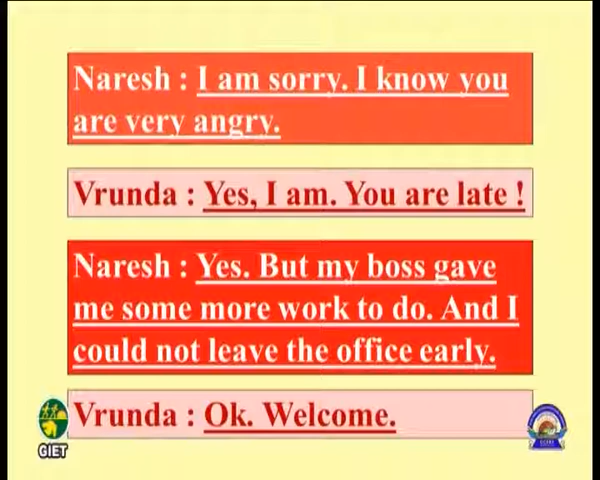 Naresh : I am sorry. I know you
are very angry.
Vrunda : Yes, I am. You are late !
Naresh : Yes. But my boss gave
me some more work to do. And I
could not leave the office early.
Vrunda : Ok. Welcome.
GIET